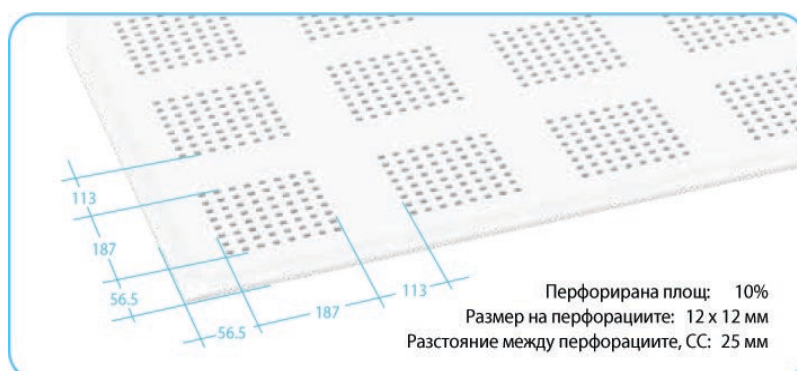 113
187
56.5
56.5
187
113
Перфорирана площ: 10%
Размер на перфорациите: 12 x 12 мм
Разстояние между перфорациите, CC: 25 мм